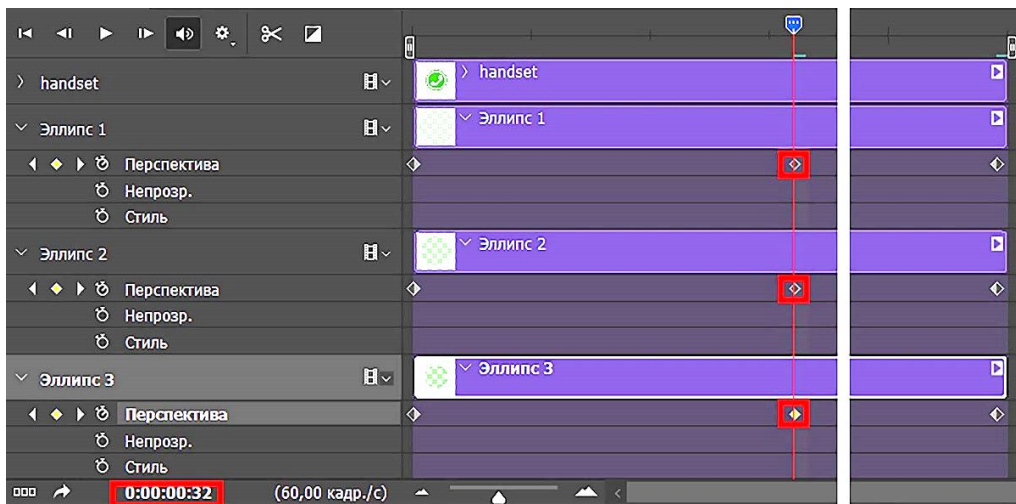 handset
handset
Эллипс 1
Эллипс 1
Перспектива
Непрозр.
Стиль
Эллипс 2
Эллипс 2
Перспектива
Непрозр.
Стиль
Эллипс 3
Эллипс 3
Перспектива
Непрозр.
Стиль
0:00:00:32 (60,00 кадр./с)